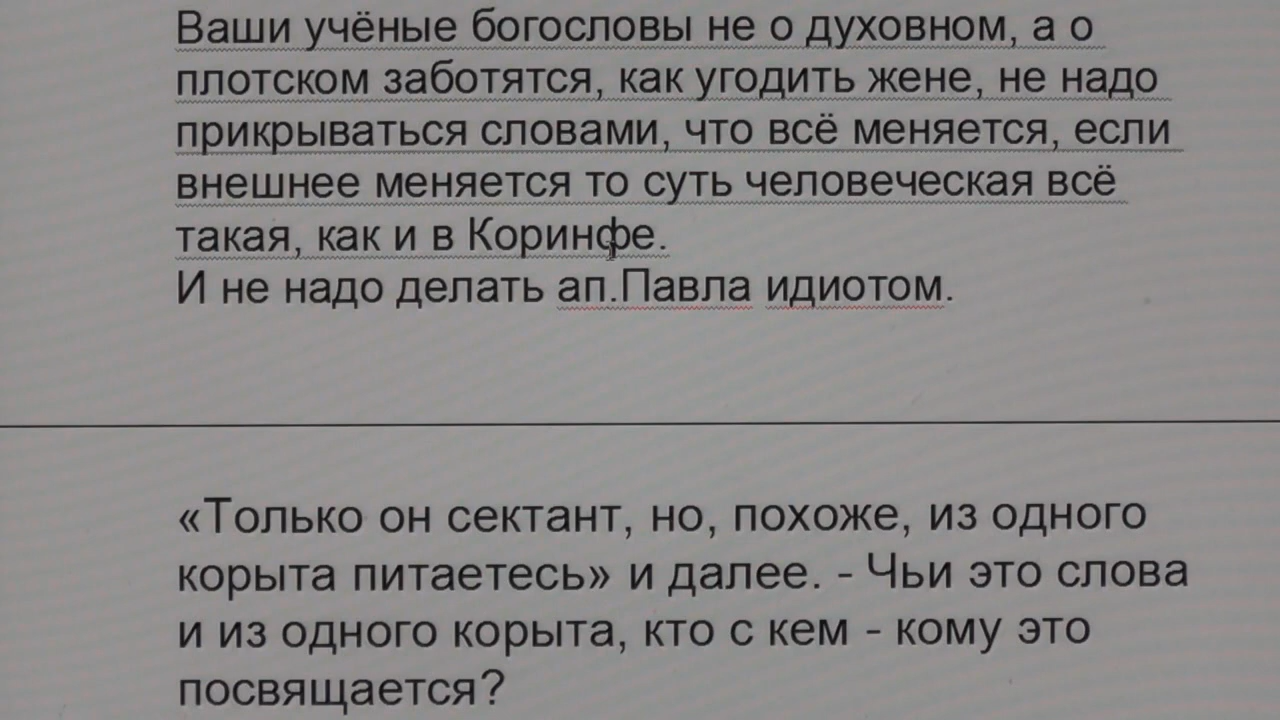 Ваши учёные богословы не о духовном, а о
плотском заботятся, как угодить жене, не надо
прикрываться словами, что всё меняется, если
внешнее меняется то суть человеческая всё
такая, как и в Коринфе.
И не надо делать ап.Павла идиотом.
«Только он сектант, но, похоже, из одного
корыта питаетесь» и далее. - Чьи это слова
и из одного корыта, кто с кем - кому это
посвящается?